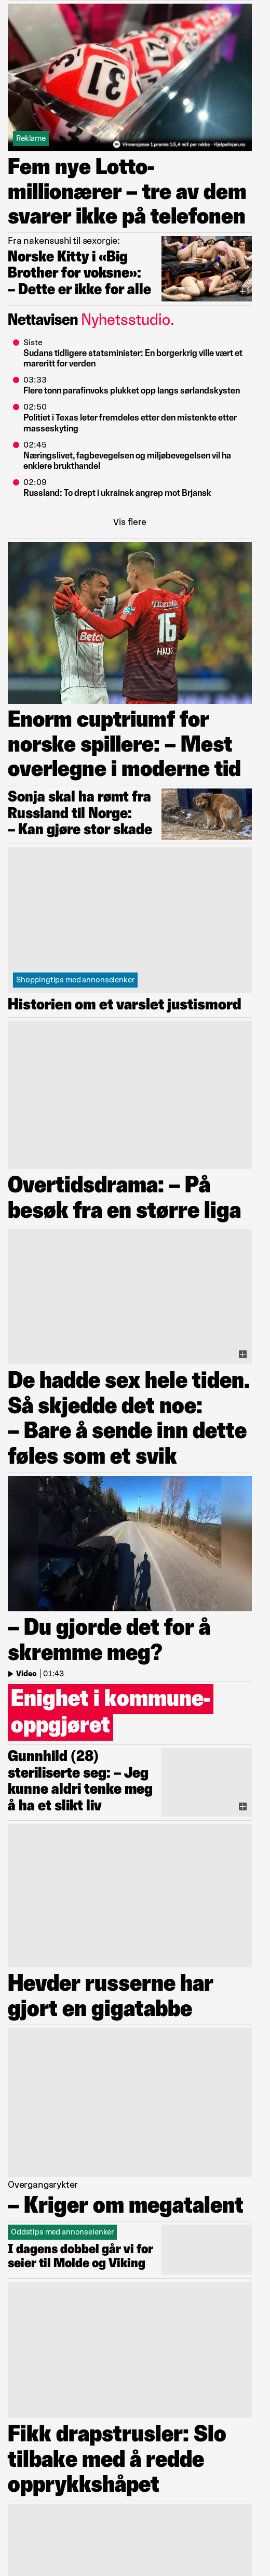 31
Reklame
Vinnersjanse 1.premie 1:5,4 mill per rekke - Hjelpelinjen.no
Fem nye Lotto-
millionærer – tre av dem
svarer ikke på telefonen
Fra nakensushi til sexorgie:
Norske Kitty i «Big
Brother for voksne»:
– Dette er ikke for alle
Nettavisen Nyhetsstudio.
Siste
Sudans tidligere statsminister: En borgerkrig ville vært et
mareritt for verden
03:33
Flere tonn parafinvoks plukket opp langs sørlandskysten
02:50
Politiet i Texas leter fremdeles etter den mistenkte etter
masseskyting
02:45
Næringslivet, fagbevegelsen og miljøbevegelsen vil ha
enklere brukthandel
02:09
Russland: To drept i ukrainsk angrep mot Brjansk
Vis flere
Betc
16
HAUG
Enorm cuptriumf for
norske spillere: – Mest
overlegne i moderne tid
Sonja skal ha rømt fra
Russland til Norge:
– Kan gjøre stor skade
Shoppingtips med annonselenker
Historien om et varslet justismord
Overtidsdrama: – På
besøk fra en større liga
De hadde sex hele tiden.
Så skjedde det noe:
– Bare å sende inn dette
føles som et svik
– Du gjorde det for å
skremme meg?
Video | 01:43
Enighet i kommune-
oppgjøret
Gunnhild (28)
steriliserte seg: – Jeg
kunne aldri tenke meg
å ha et slikt liv
Hevder russerne har
gjort en gigatabbe
Overgangsrykter
– Kriger om megatalent
Oddstips med annonselenker
I dagens dobbel går vi for
seier til Molde og Viking
Fikk drapstrusler: Slo
tilbake med å redde
opprykkshåpet